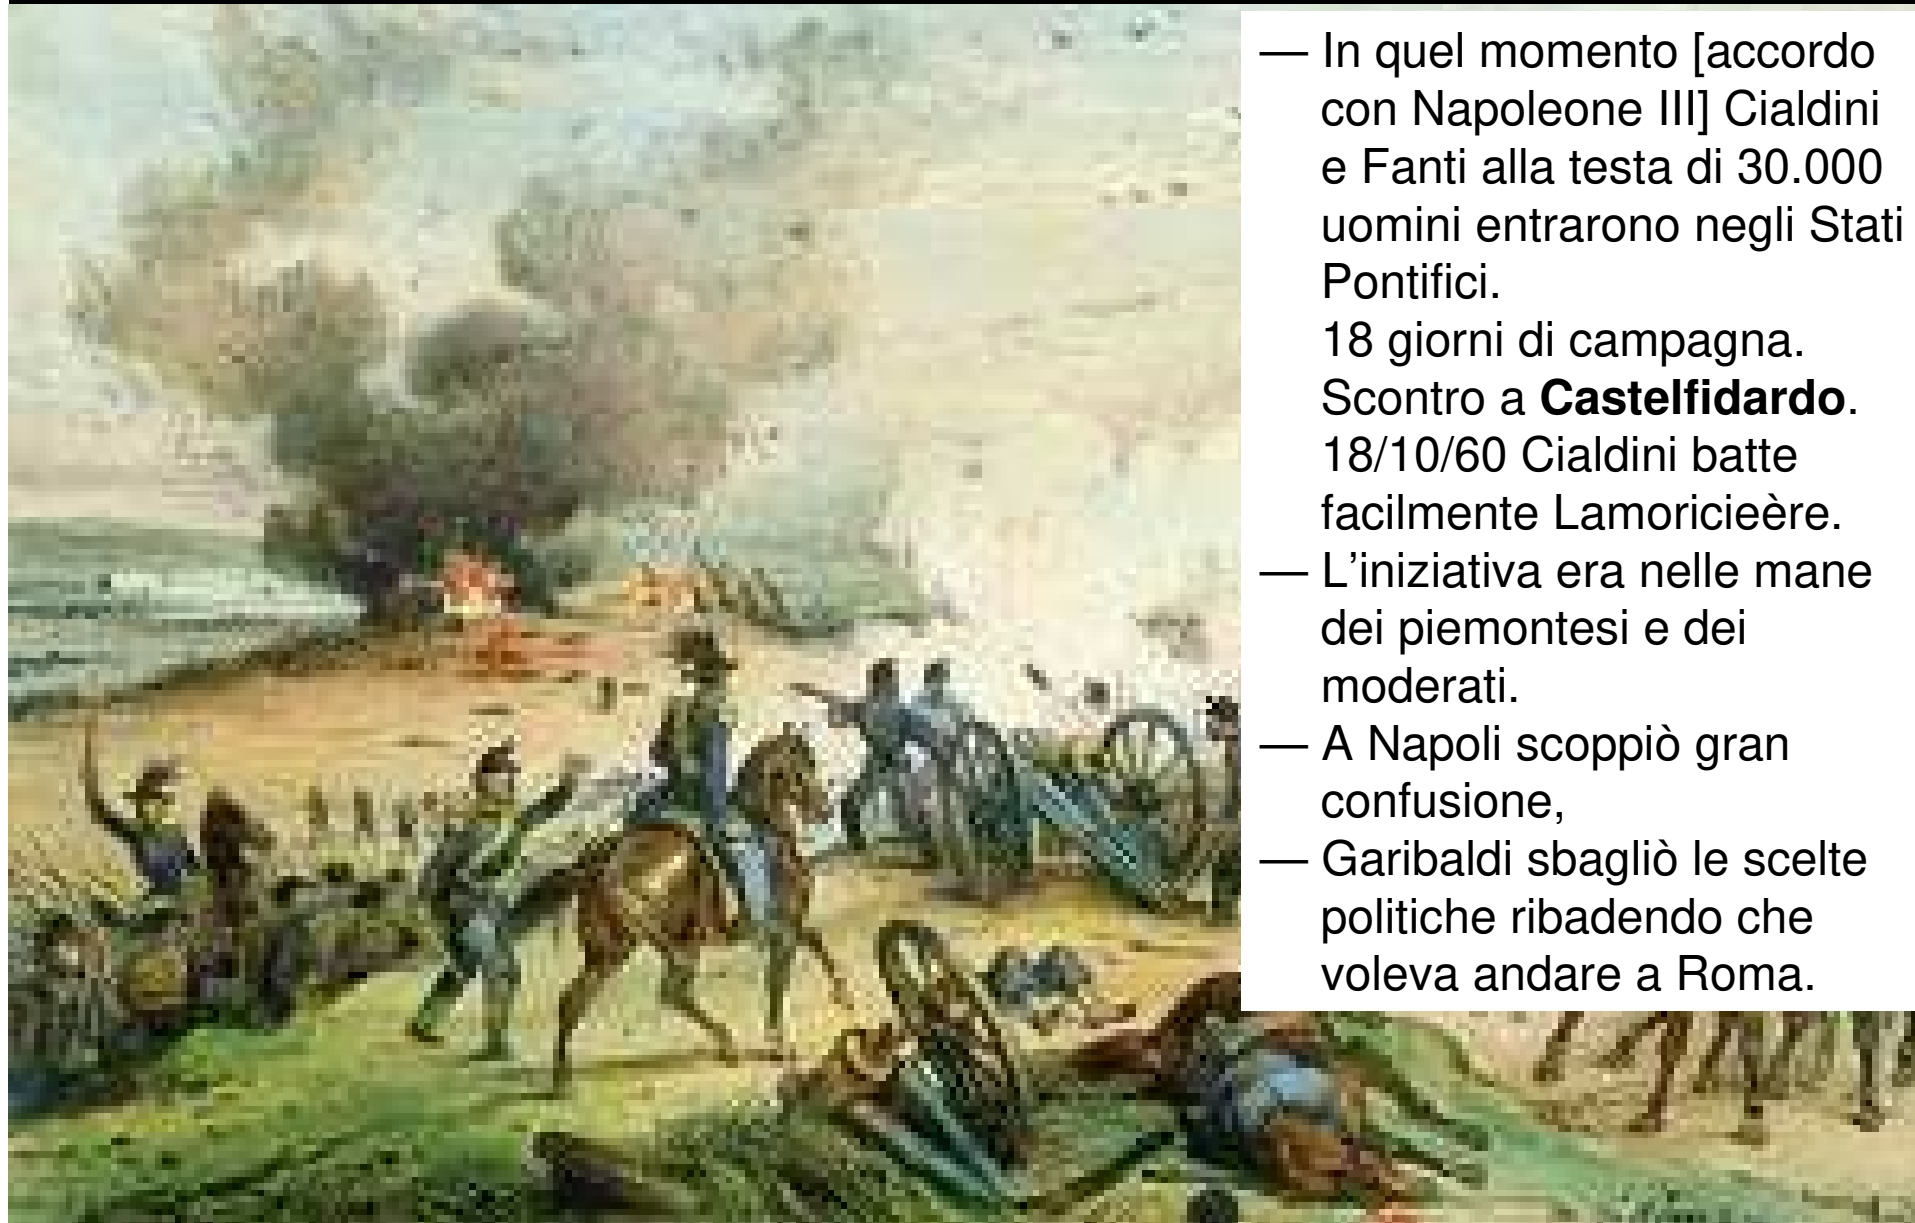 — In quel momento [accordo
con Napoleone III] Cialdini
e Fanti alla testa di 30.000
uomini entrarono negli Stati
Pontifici.
18 giorni di campagna.
Scontro a Castelfidardo.
18/10/60 Cialdini batte
facilmente Lamoricieère.
— L’iniziativa era nelle mane
dei piemontesi e dei
moderati.
— A Napoli scoppiò gran
confusione,
— Garibaldi sbagliò le scelte
politiche ribadendo che
voleva andare a Roma.